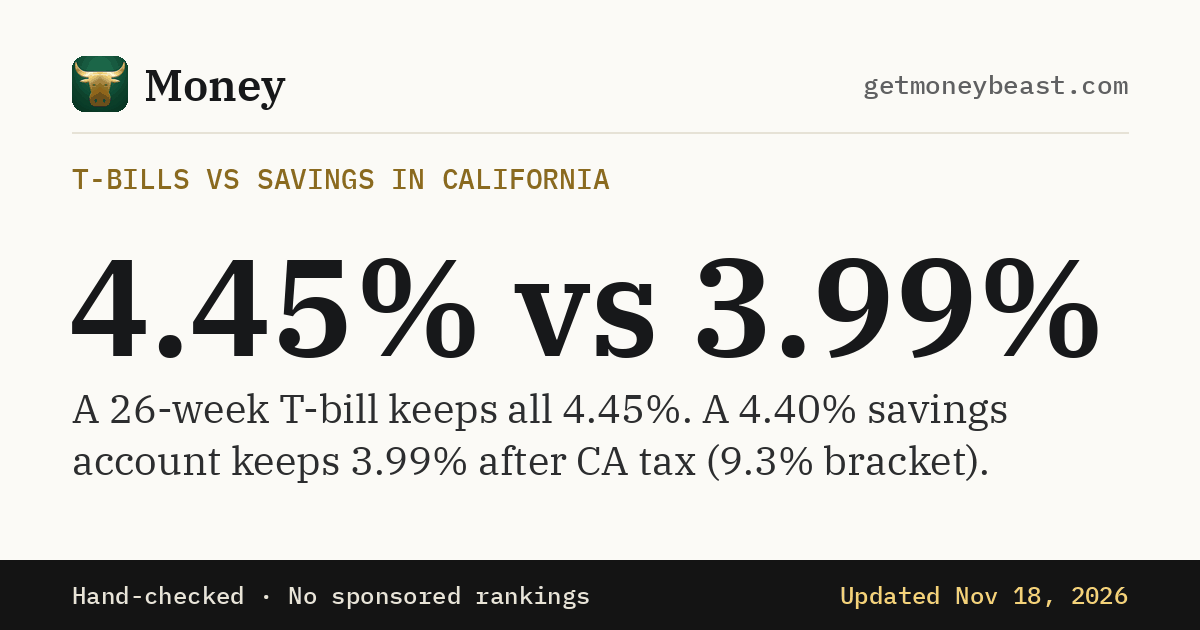 Money
getmoneybeast.com
T-BILLS VS SAVINGS IN CALIFORNIA
4.45% vs 3.99%
A 26-week T-bill keeps all 4.45%. A 4.40% savings
account keeps 3.99% after CA tax (9.3% bracket).
Hand-checked · No sponsored rankings
Updated Nov 18, 2026